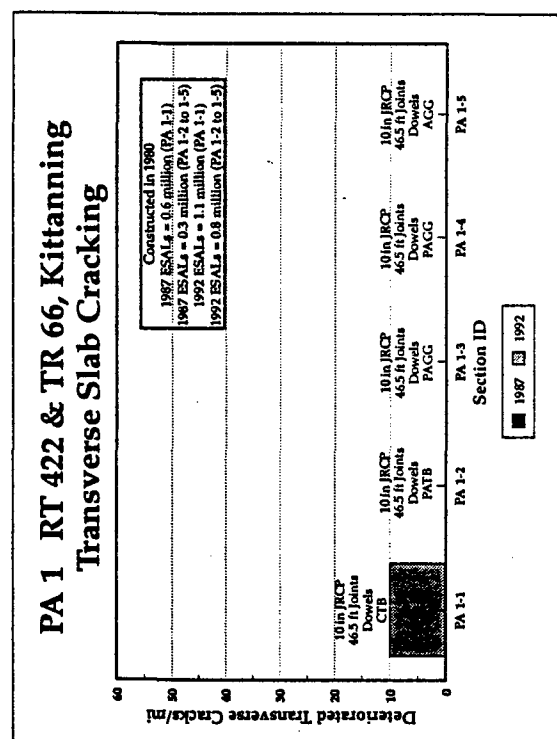 PA 1 RT 422 & TR 66, Kittanning
Transverse Slab Cracking
Deteriorated Transverse Cracks/mi
60
50
40
30
20
10
0
Constructed in 1980
1987 ESALs = 0.6 million (PA 1-1)
1987 ESALs = 0.3 million (PA 1-2 to 1-5)
1992 ESALs = 1.1 million (PA 1-1)
1992 ESALs = 0.8 million (PA 1-2 to 1-5)
10 in JRCP
46.5 ft Joints
Dowels
CTB
10 in JRCP
46.5 ft Joints
Dowels
PATB
10 in JRCP
46.5 ft Joints
Dowels
PAGG
10 in JRCP
46.5 ft Joints
Dowels
PAGG
10 in JRCP
46.5 ft Joints
Dowels
AGG
PA 1-1
PA 1-2
PA 1-3
PA 1-4
PA 1-5
Section ID
1987 1992